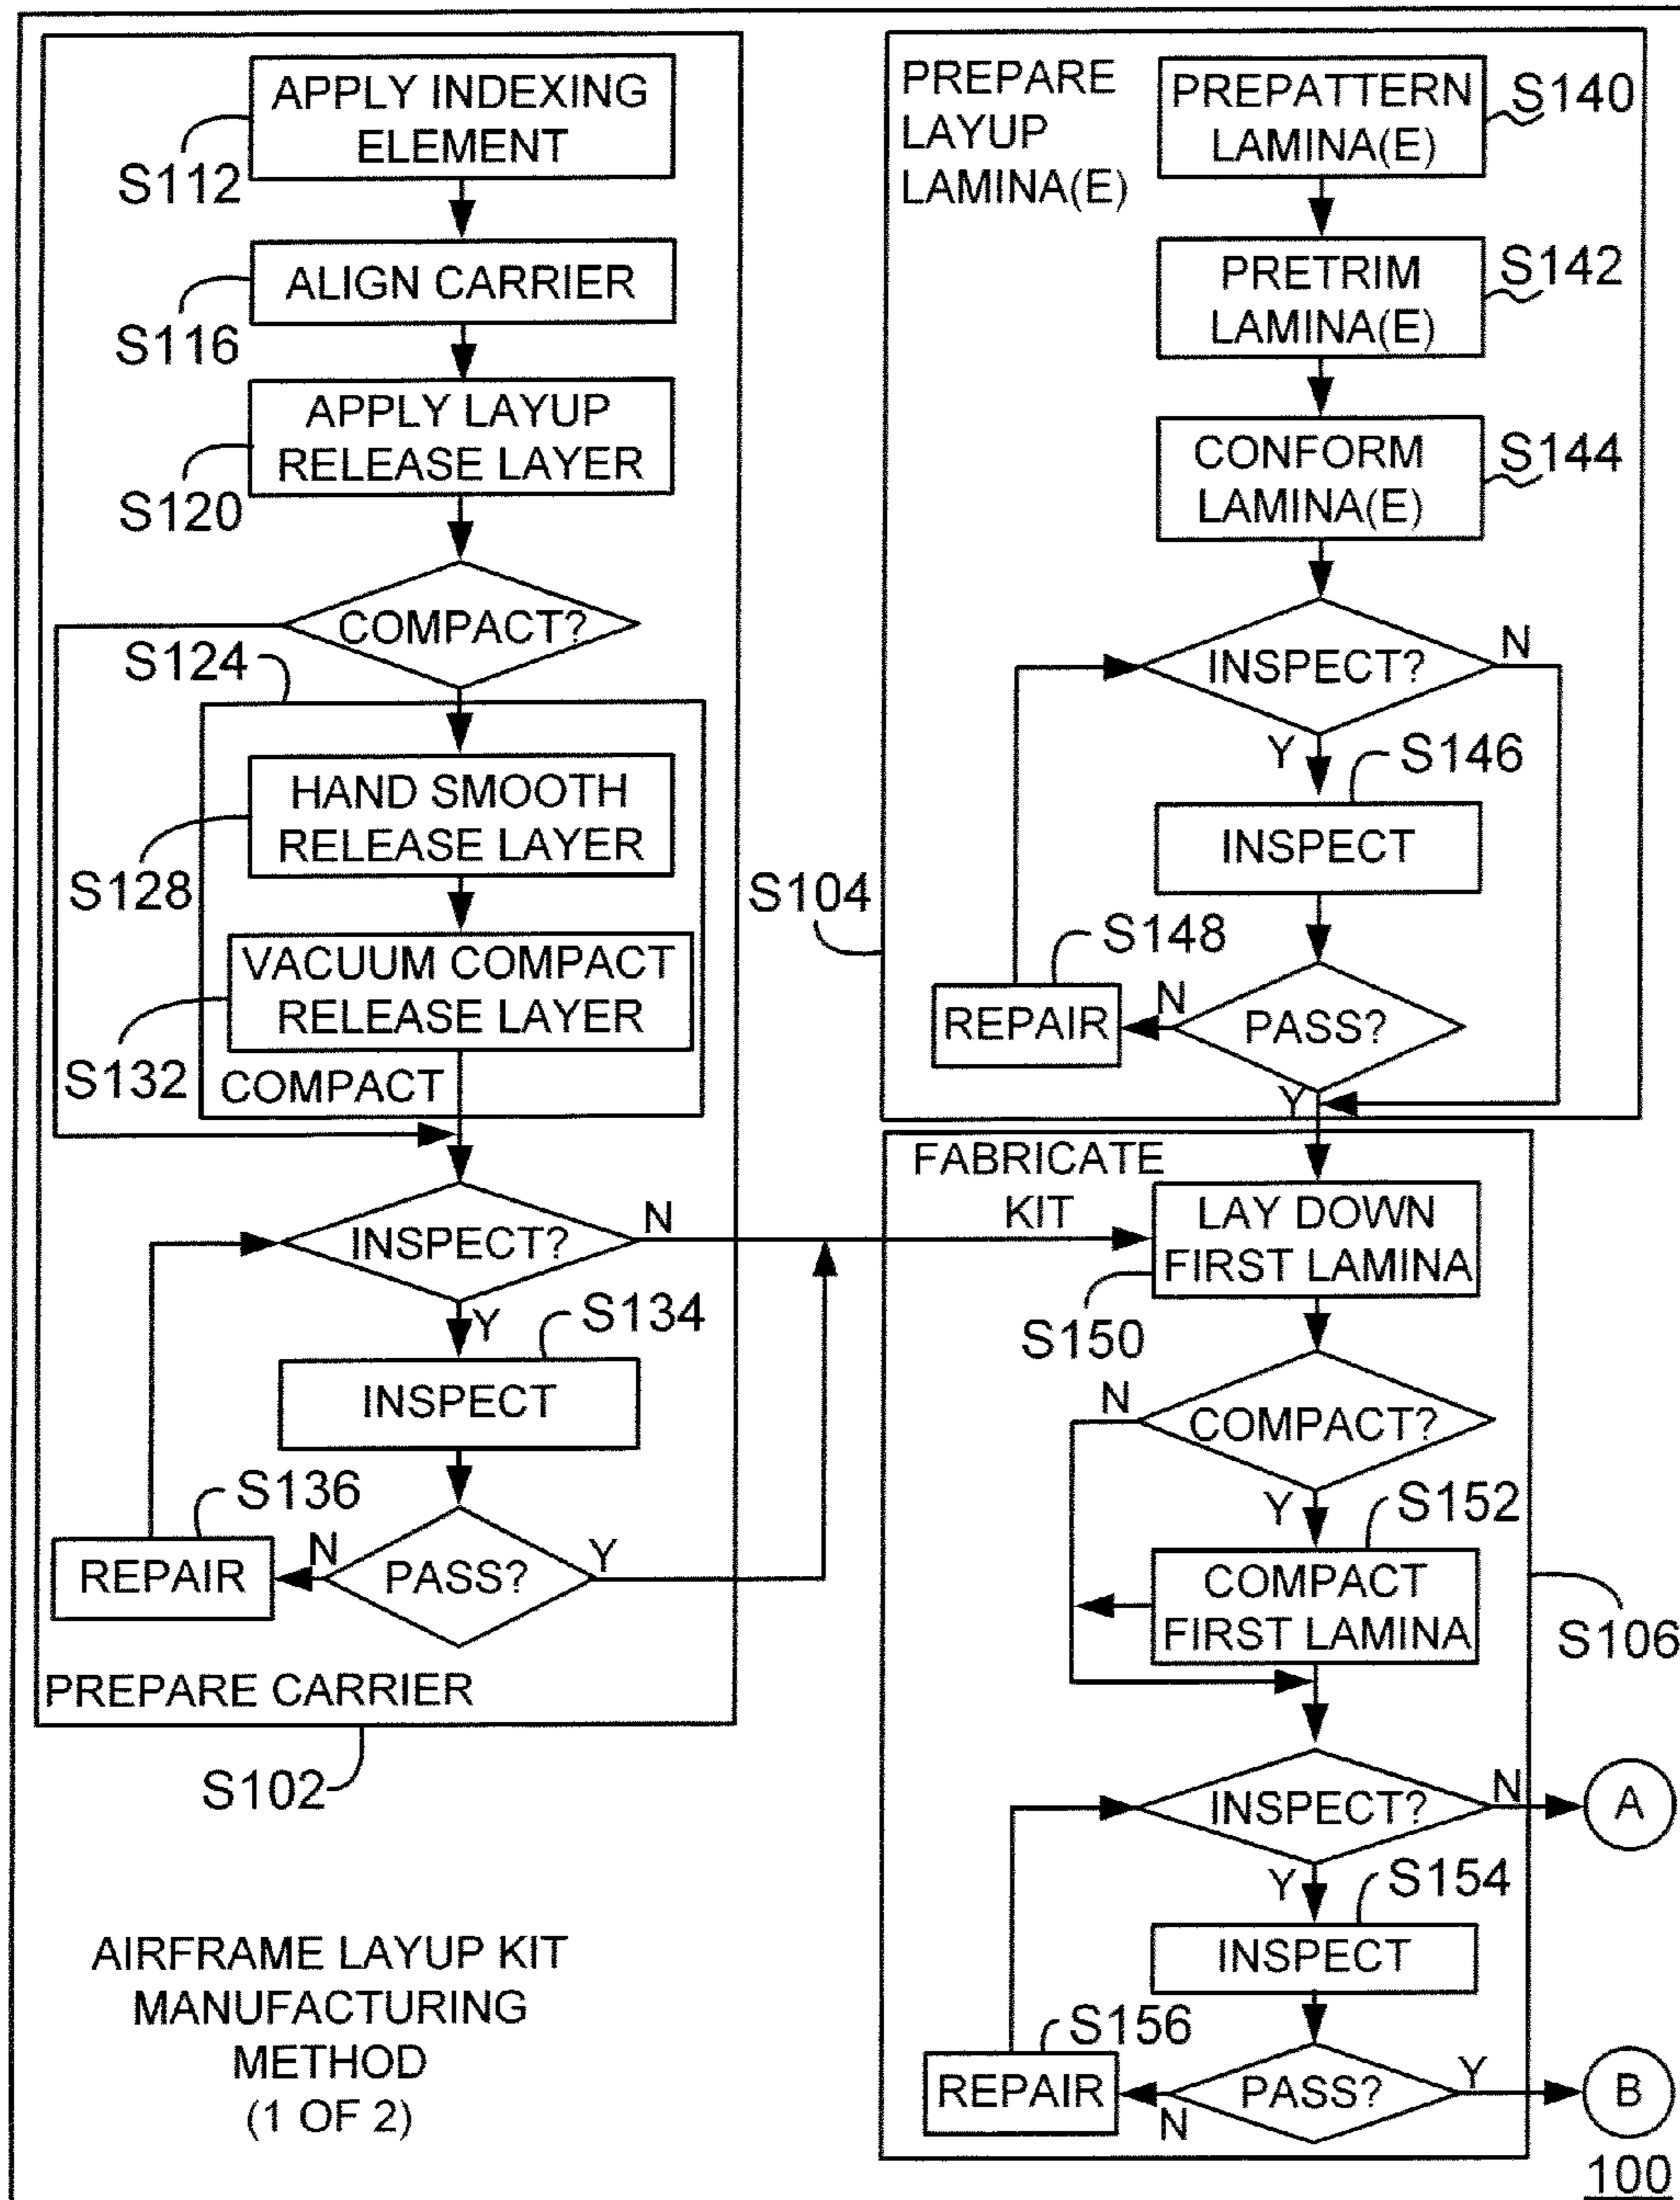 APPLY INDEXING
ELEMENT
S112
ALIGN CARRIER
S116
APPLY LAYUP
RELEASE LAYER
S120
COMPACT?
S124
HAND SMOOTH
RELEASE LAYER
S128
VACUUM COMPACT
RELEASE LAYER
S132
COMPACT
INSPECT?
N
Y
S134
INSPECT
S136
REPAIR
N
PASS?
Y
PREPARE CARRIER
S102
AIRFRAME LAYUP KIT
MANUFACTURING
METHOD
(1 OF 2)
PREPARE
LAYUP
LAMINA(E)
PREPATTERN
LAMINA(E)
S140
PRETRIM
LAMINA(E)
S142
CONFORM
LAMINA(E)
S144
INSPECT?
N
Y
S146
INSPECT
S104
S148
REPAIR
N
PASS?
Y
FABRICATE
KIT
LAY DOWN
FIRST LAMINA
S150
N
COMPACT?
Y
S152
COMPACT
FIRST LAMINA
S106
INSPECT?
N
A
Y
S154
INSPECT
S156
REPAIR
N
PASS?
Y
B
100